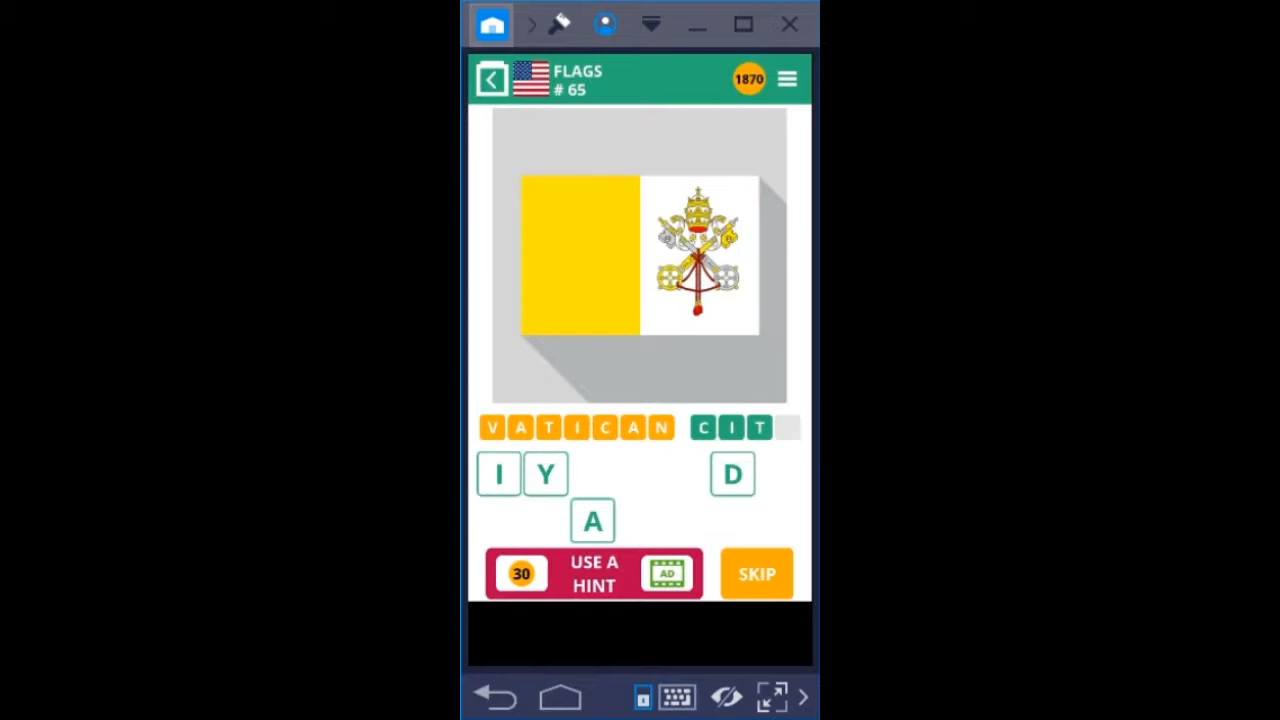 FLAGS
# 65
1870
VATICAN CIT
I Y D
A
30 USE A HINT AD
SKIP